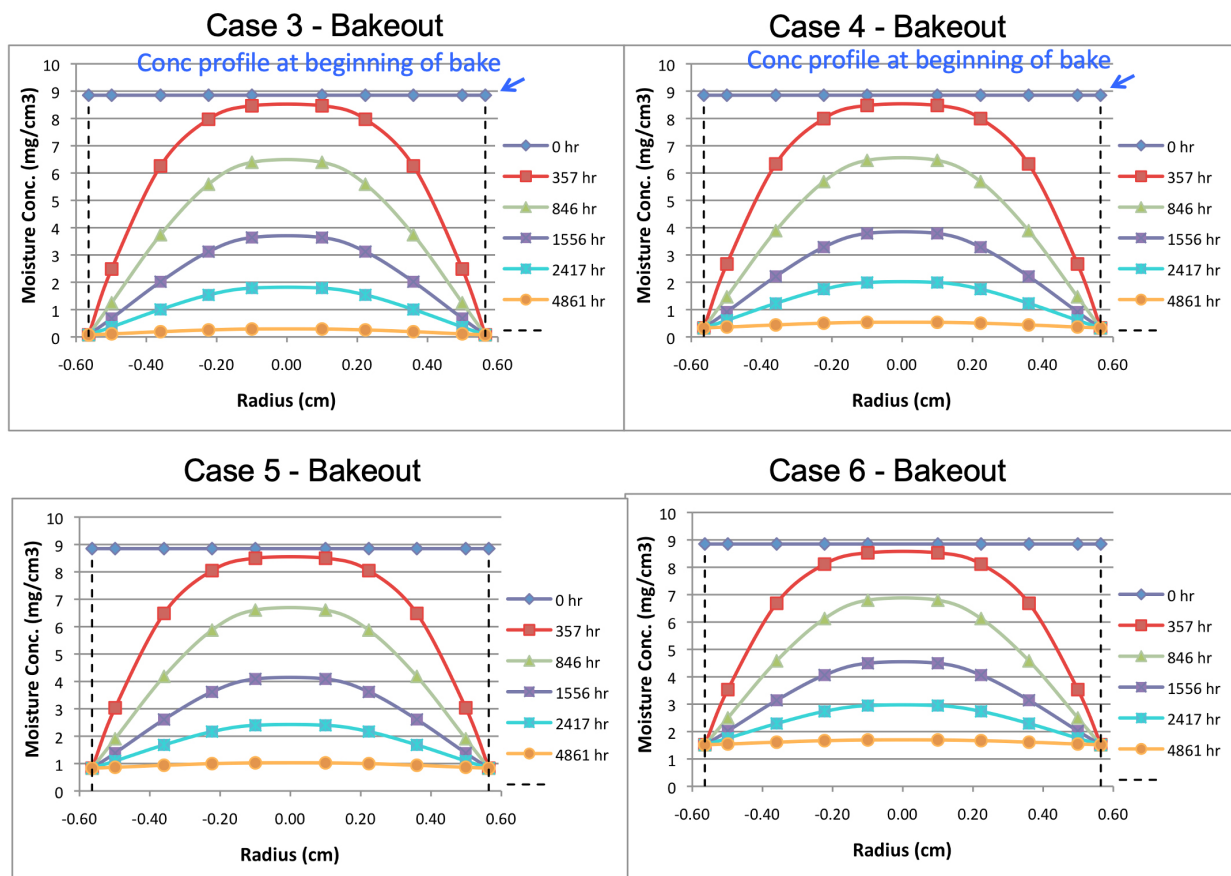 Case 3 - Bakeout
Conc profile at beginning of bake
Moisture Conc. (mg/cm3)
10
9
8
7
6
5
4
3
2
1
0
-0.60 -0.40 -0.20 0.00 0.20 0.40 0.60
Radius (cm)
0 hr
357 hr
846 hr
1556 hr
2417 hr
4861 hr
Case 4 - Bakeout
Conc profile at beginning of bake
Moisture Conc. (mg/cm3)
10
9
8
7
6
5
4
3
2
1
0
-0.60 -0.40 -0.20 0.00 0.20 0.40 0.60
Radius (cm)
0 hr
357 hr
846 hr
1556 hr
2417 hr
4861 hr
Case 5 - Bakeout
Moisture Conc. (mg/cm3)
10
9
8
7
6
5
4
3
2
1
0
-0.60 -0.40 -0.20 0.00 0.20 0.40 0.60
Radius (cm)
0 hr
357 hr
846 hr
1556 hr
2417 hr
4861 hr
Case 6 - Bakeout
Moisture Conc. (mg/cm3)
10
9
8
7
6
5
4
3
2
1
0
-0.60 -0.40 -0.20 0.00 0.20 0.40 0.60
Radius (cm)
0 hr
357 hr
846 hr
1556 hr
2417 hr
4861 hr